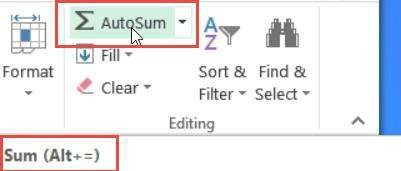 Σ AutoSum
Fill
Clear
Format
A
Z
Sort &
Filter
Find &
Select
Editing
Sum (Alt+=)